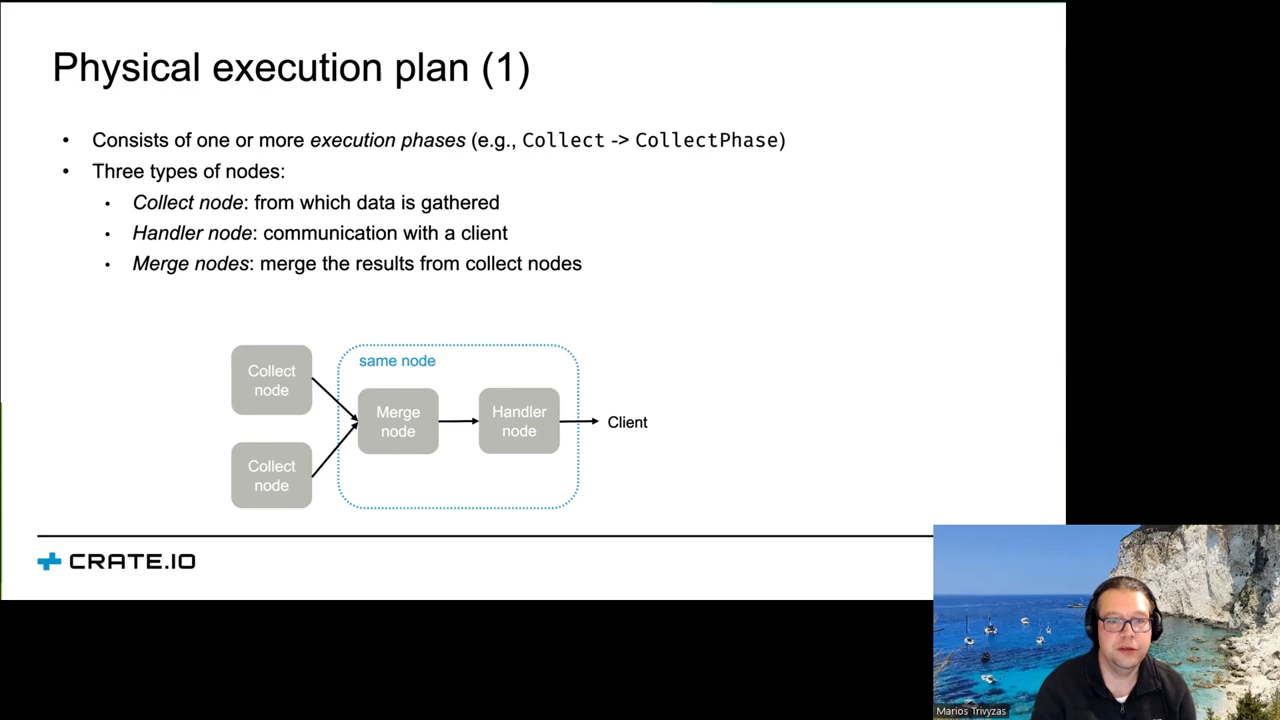 Physical execution plan (1)
• Consists of one or more execution phases (e.g., Collect -> CollectPhase)
• Three types of nodes:
• Collect node: from which data is gathered
• Handler node: communication with a client
• Merge nodes: merge the results from collect nodes
same node
Collect
node
Merge
node
Handler
node
Client
Collect
node
CRATE.IO
Marios Trivyzas